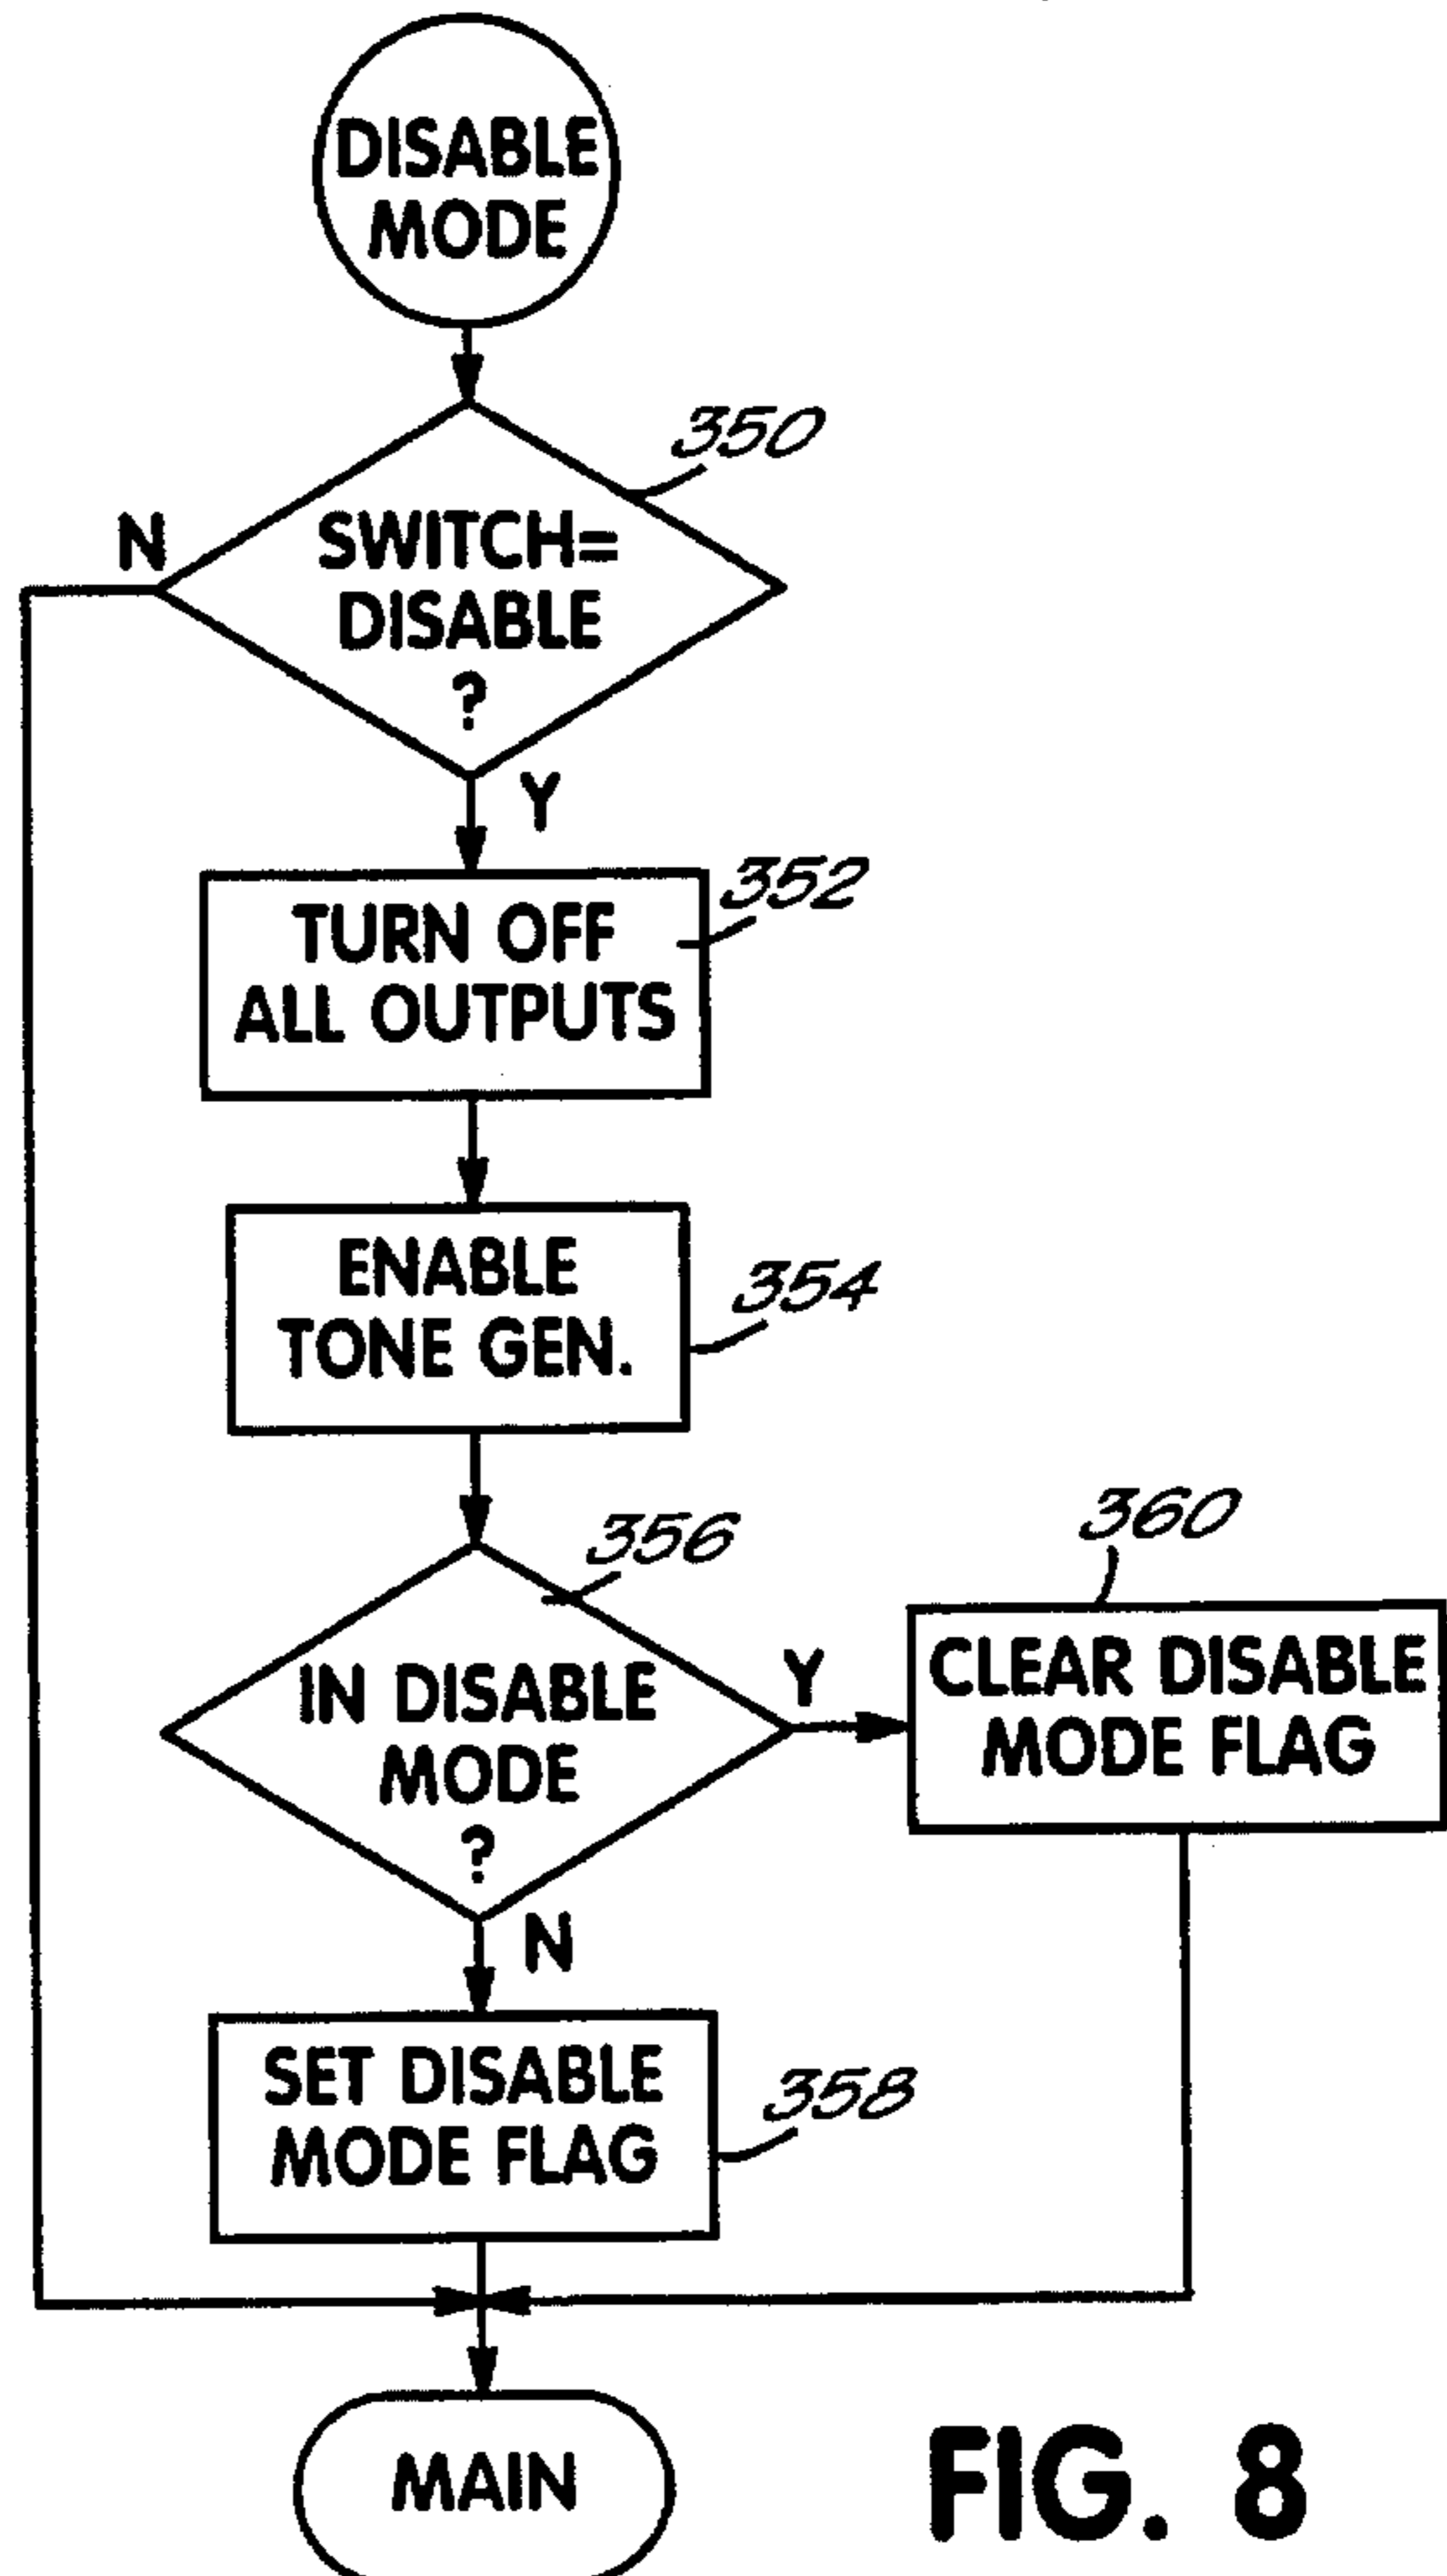 DISABLE
MODE
350
N
SWITCH=
DISABLE
?
Y
352
TURN OFF
ALL OUTPUTS
354
ENABLE
TONE GEN.
356
360
IN DISABLE
MODE
?
Y
CLEAR DISABLE
MODE FLAG
N
358
SET DISABLE
MODE FLAG
MAIN
FIG. 8